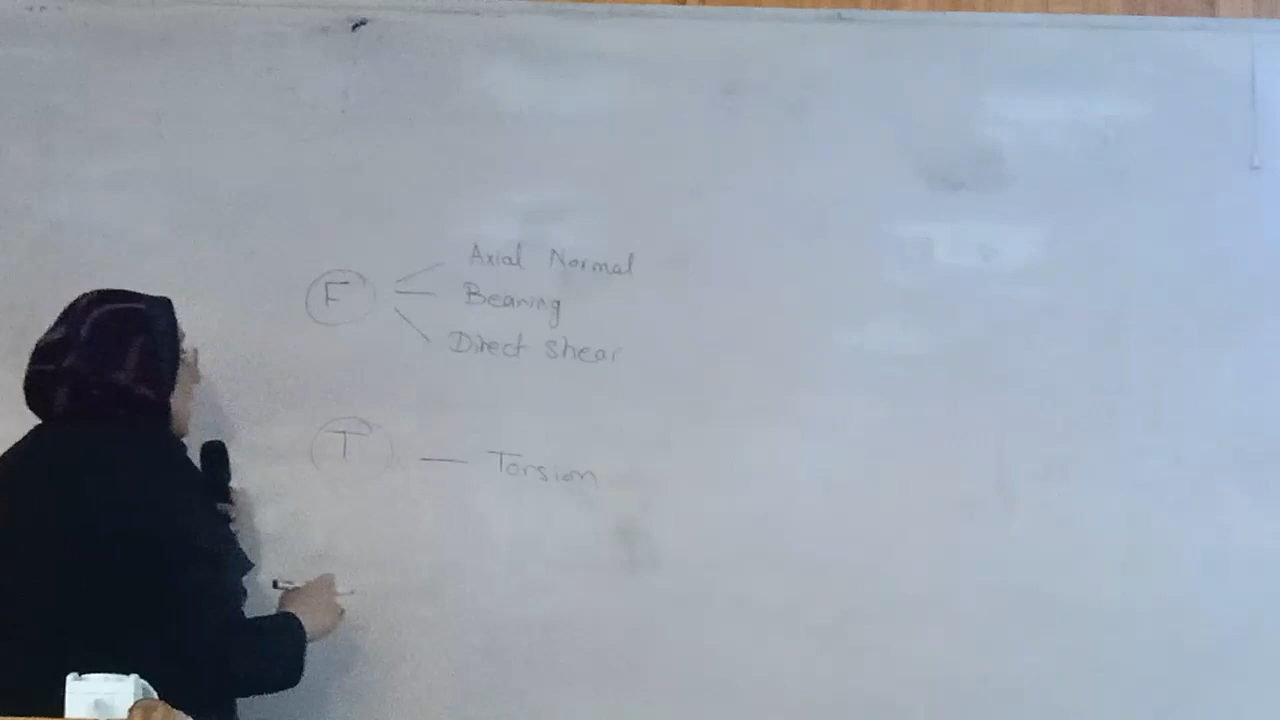 F
Axial Normal
Bearing
Direct shear
T
Torsion